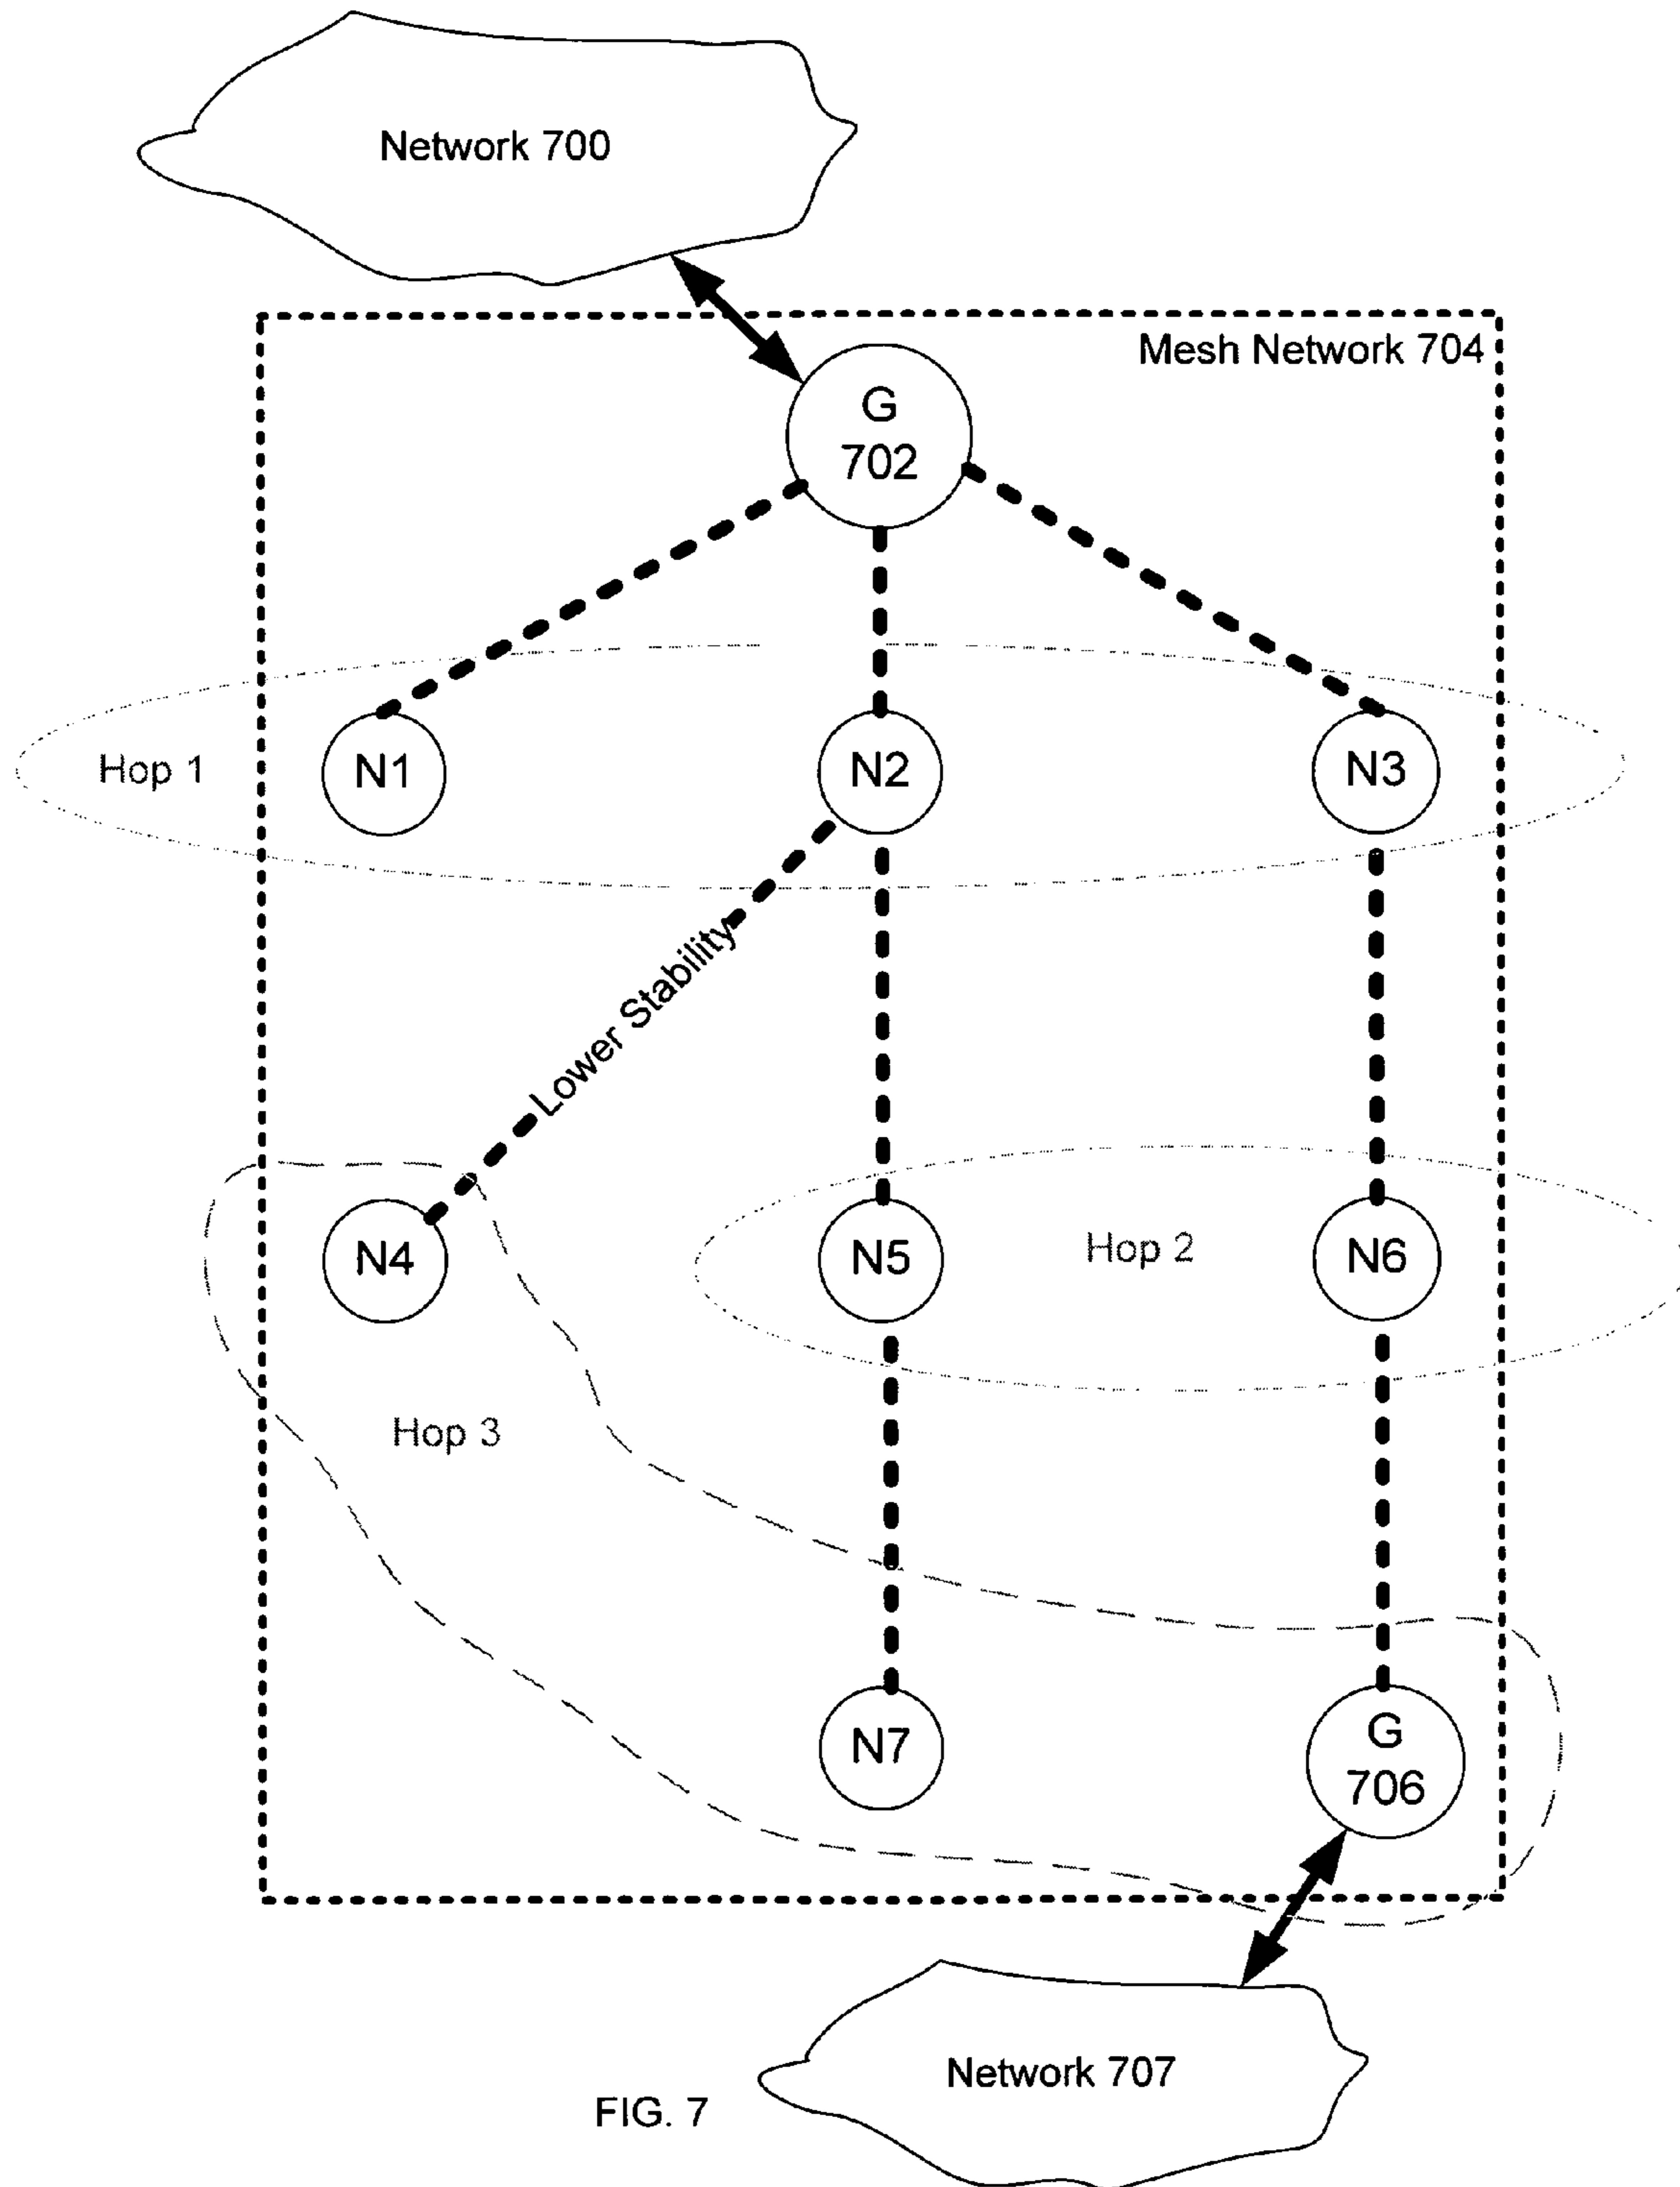 Network 700
Mesh Network 704
G
702
Hop 1
N1
N2
N3
Lower Stability
N4
N5
Hop 2
N6
Hop 3
N7
G
706
Network 707
FIG. 7